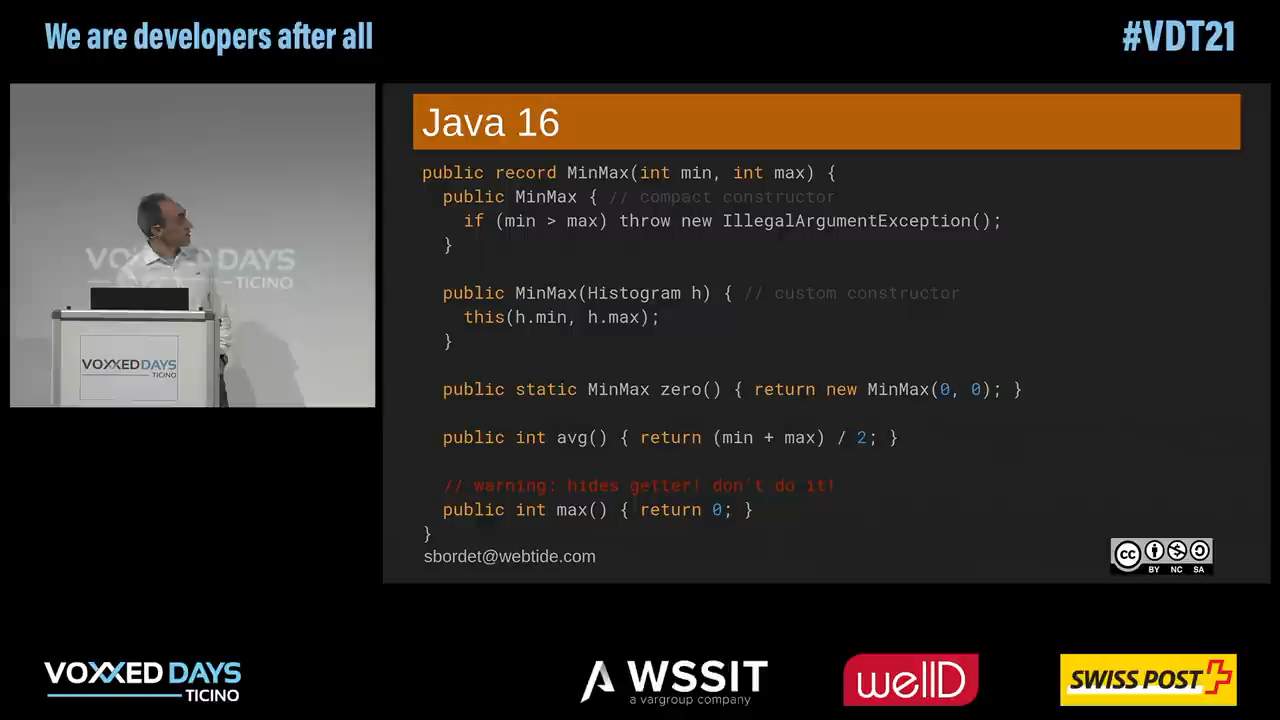 We are developers after all
#VDT21
VOXXED DAYS
TICINO
VOXXED DAYS
TICINO
Java 16
public record MinMax(int min, int max) {
public MinMax { // compact constructor
if (min > max) throw new IllegalArgumentException();
}
public MinMax(Histogram h) { // custom constructor
this(h.min, h.max);
}
public static MinMax zero() { return new MinMax(0, 0); }
public int avg() { return (min + max) / 2; }
// warning: hides getter! don't do it!
public int max() { return 0; }
}
sbordet@webtide.com
cc
BY NC SA
VOXXED DAYS
TICINO
WSSIT
a vargroup company
wellD
SWISS POST